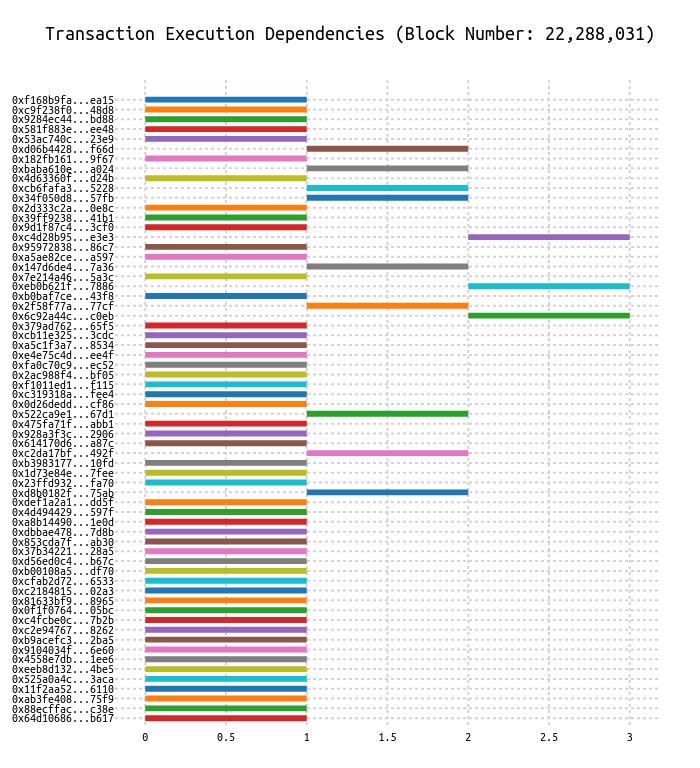 Transaction Execution Dependencies (Block Number: 22,288,031)
0xf168b9fa...ea15
0xc9f238f0...48d8
0x9284ec44...bd88
0x581f883e...ee48
0x53ac740c...23e9
0xd06b4428...f66d
0x182fb161...9f67
0xbaba610e...a024
0x4d63360f...d24b
0xcb6fafa3...5228
0x34f050d8...57fb
0x2d333c2a...0e8c
0x39ff9238...41b1
0x9d1f87c4...3cf0
0xc4d28b95...e3e3
0x95972838...86c7
0xa5ae82ce...a597
0x147d6de4...7a36
0x7e214a46...5a3c
0xeb0b621f...7886
0xb0baf7ce...43f8
0x2f58f77a...77cf
0x6c92a44c...c0eb
0x379ad762...65f5
0xcb11e325...3cdc
0xa5c1f3a7...8534
0xe4e75c4d...ee4f
0xfa0c70c9...ec52
0x2ac988f4...bf05
0xf1011ed1...f115
0xc319318a...fee4
0x0d26dedd...cf86
0x522ca9e1...67d1
0x475fa71f...abb1
0x928a3f3c...2906
0x614170d6...a87c
0xc2da17bf...492f
0xb3983177...10fd
0x1d73e84e...7fee
0x23ffd932...fa70
0xd8b0182f...75ab
0xdef1a2a1...dd5f
0x4d494429...597f
0xa8b14490...1e0d
0xdbbae478...7d8b
0x853cda7f...ab30
0x37b34221...28a5
0xd56ed0c4...b67c
0xb00108a5...df70
0xcfab2d72...6533
0xc2184815...02a3
0x81633bf9...8965
0x0f1f0764...05bc
0xc4fcbe0c...7b2b
0xc2e94767...8262
0xb9acefc3...2ba5
0x9104034f...6e60
0x4558e7db...1ee6
0xeeb8d132...4be5
0x525a0a4c...3aca
0x11f2aa52...6110
0xab3fe408...75f9
0x88ecffac...c38e
0x64d10686...b617
0 0.5 1 1.5 2 2.5 3